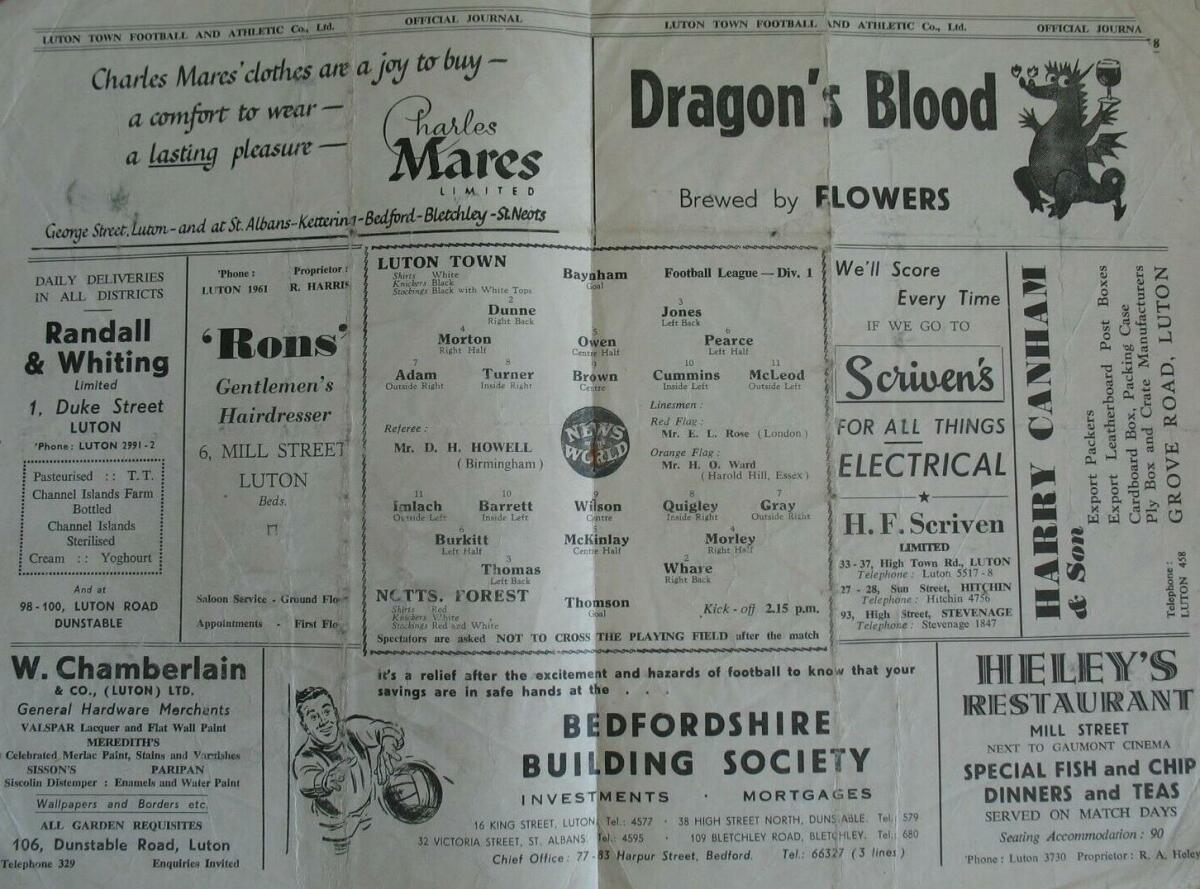 LUTON TOWN FOOTBALL AND ATHLETIC Co., Ltd.
OFFICIAL JOURNAL
LUTON TOWN FOOTBALL AND ATHLETIC Co., Ltd.
OFFICIAL JOURNA
8
Charles Mares' clothes are a joy to buy —
a comfort to wear —
a lasting pleasure —
Charles
Mares
LIMITED
George Street, Luton - and at St. Albans - Kettering - Bedford - Bletchley - St. Neots
Dragon's Blood
Brewed by FLOWERS
DAILY DELIVERIES
IN ALL DISTRICTS
Randall
& Whiting
Limited
1, Duke Street
LUTON
'Phone : LUTON 2991 - 2
Pasteurised :: T. T.
Channel Islands Farm
Bottled
Channel Islands
Sterilised
Cream :: Yoghourt
And at
98 - 100, LUTON ROAD
DUNSTABLE
'Phone : Proprietor :
LUTON 1961 R. HARRIS
'Rons'
Gentlemen's
Hairdresser
6, MILL STREET
LUTON
Beds.
Saloon Service - Ground Flo
Appointments - First Flo
LUTON TOWN
Shirts White
Knickers Black
Stockings Black with White Tops
Baynham
Goal
Football League — Div. 1
2 3
Dunne Jones
Right Back Left Back
4 5 6
Morton Owen Pearce
Right Half Centre Half Left Half
7 8 9 10 11
Adam Turner Brown Cummins McLeod
Outside Right Inside Right Centre Inside Left Outside Left
Referee :
Mr. D. H. HOWELL
(Birmingham)
NEWS
WORLD
Linesmen :
Red Flag :
Mr. E. L. Rose (London)
Orange Flag :
Mr. H. O. Ward
(Harold Hill, Essex)
11 10 9 8 7
Imlach Barrett Wilson Quigley Gray
Outside Left Inside Left Centre Inside Right Outside Right
6 5 4
Burkitt McKinlay Morley
Left Half Centre Half Right Half
3 2
Thomas Whare
Left Back Right Back
NOTTS. FOREST
Shirts Red
Knickers White
Stockings Red and White
Thomson
Goal
Kick - off 2.15 p.m.
Spectators are asked NOT TO CROSS THE PLAYING FIELD after the match
We'll Score
Every Time
IF WE GO TO
Scriven's
FOR ALL THINGS
ELECTRICAL
H. F. Scriven
LIMITED
33 - 37, High Town Rd., LUTON
Telephone : Luton 5517 - 8
27 - 28, Sun Street, HITCHIN
Telephone : Hitchin 4756
93, High Street, STEVENAGE
Telephone : Stevenage 1847
HARRY CANHAM
& Son
Export Packers
Export Leatherboard Post Boxes
Cardboard Box, Packing Case
Ply Box and Crate Manufacturers
GROVE ROAD, LUTON
Telephone :
LUTON 458
W. Chamberlain
& CO., (LUTON) LTD.
General Hardware Merchants
VALSPAR Lacquer and Flat Wall Paint
MEREDITH'S
Celebrated Merlac Paint, Stains and Varnishes
SISSON'S PARIPAN
Siscolin Distemper : Enamels and Water Paint
Wallpapers and Borders etc.
ALL GARDEN REQUISITES
106, Dunstable Road, Luton
Telephone 329 Enquiries Invited
it's a relief after the excitement and hazards of football to know that your
savings are in safe hands at the . . .
BEDFORDSHIRE
BUILDING SOCIETY
INVESTMENTS · MORTGAGES
16 KING STREET, LUTON, Tel.: 4577 · 38 HIGH STREET NORTH, DUNSTABLE. Tel.: 579
32 VICTORIA STREET, ST. ALBANS. Tel.: 4595 · 109 BLETCHLEY ROAD, BLETCHLEY. Tel.: 680
Chief Office : 77 - 83 Harpur Street, Bedford. Tel.: 66327 (3 lines)
HELEY'S
RESTAURANT
MILL STREET
NEXT TO GAUMONT CINEMA
SPECIAL FISH and CHIP
DINNERS and TEAS
SERVED ON MATCH DAYS
Seating Accommodation : 90
'Phone : Luton 3730 Proprietor : R. A. Heley